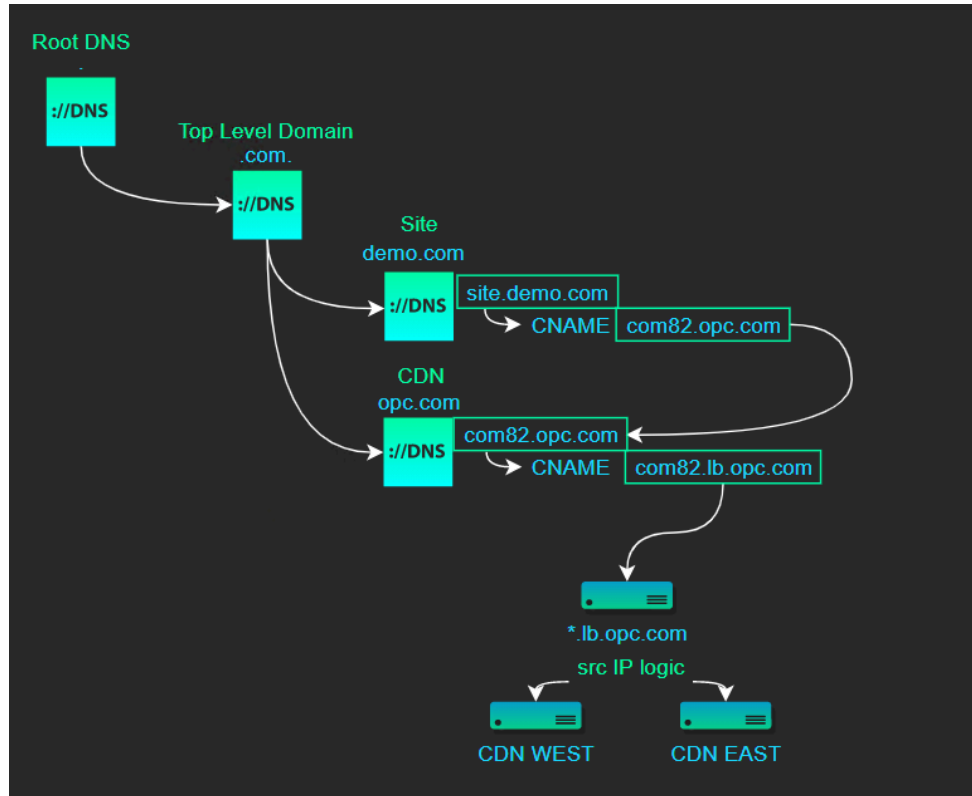 Root DNS
.
://DNS
Top Level Domain
.com.
://DNS
Site
demo.com
://DNS
site.demo.com
CNAME
com82.opc.com
CDN
opc.com
://DNS
com82.opc.com
CNAME
com82.lb.opc.com
*.lb.opc.com
src IP logic
CDN WEST
CDN EAST